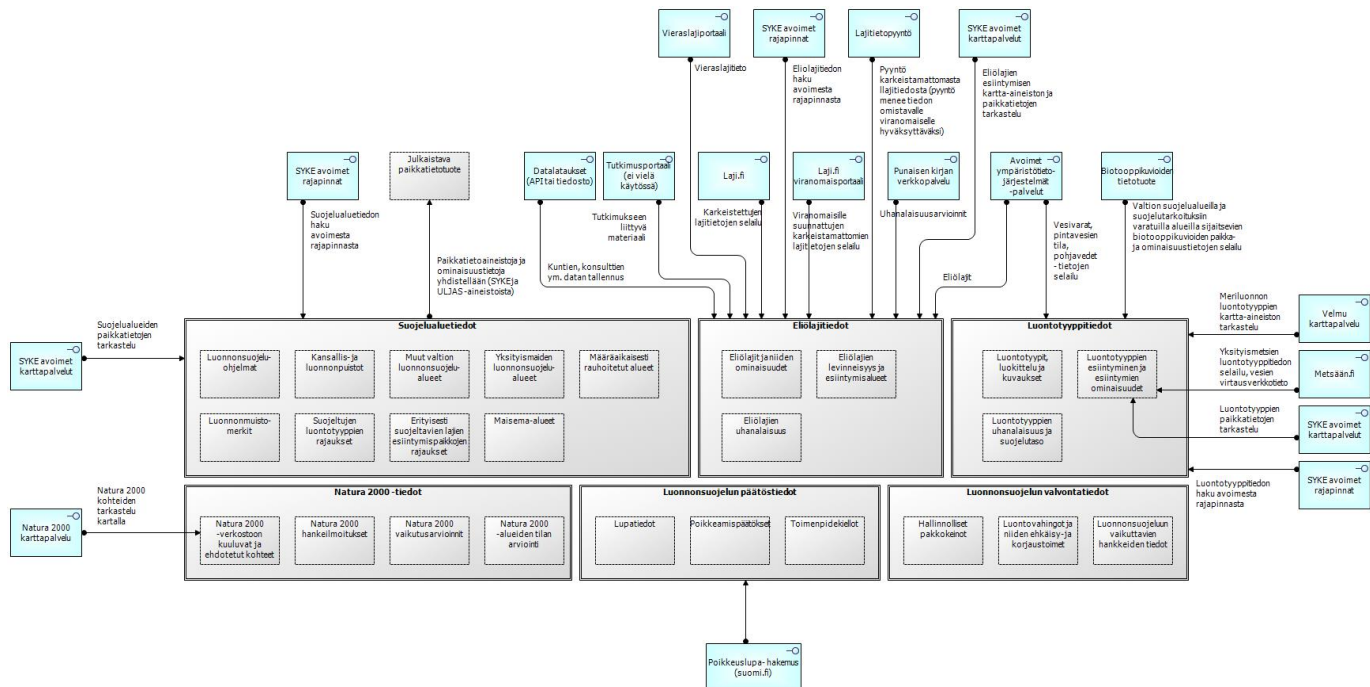 Vieraslajiportaali
SYKE avoimet
rajapinnat
Lajitietopyyntö
SYKE avoimet
karttapalvelut
Vieraslajitieto
Eliolajitedon
haku
avoimesta
rajapinnasta
Pyyntö
karkeistamattomasta
llajitiedosta (pyyntö
menee tiedon
omistavalle
viranomaiselle
hyväksyttäväksi)
Eliölajien
esiintymisen
kartta-aineiston ja
paikkatietojen
tarkastelu
SYKE avoimet
rajapinnat
Julkaistava
paikkatietotuote
Datalataukset
(API tai tiedosto)
Tutkimusportaali
(ei vielä
käytössä)
Laji.fi
Laji.fi
viranomaisportaali
Punaisen kirjan
verkkopalvelu
Avoimet
ympäristötieto-
järjestelmät
-palvelut
Biotooppikuvioiden
tietotuote
Suojelualuetiedon
haku
avoimesta
rajapinnasta
Paikkatietoaineistoja ja
ominaisuustietoja
yhdistellään (SYKE ja
ULJAS -aineistoista)
Kuntien, konsulttien
ym. datan tallennus
Tutkimukseen
liittyvä
materiaali
Karkeistettujen
lajitietojen selailu
Viranomaisille
suunnattujen
karkeistamattomien
lajitietojen selailu
Uhanalaisuusarvioinnit
Eliölajit
Vesivarat,
pintavesien
tila,
pohjavedet
- tietojen
selailu
Valtion suojelualueilla ja
suojelutarkoituksiin
varatuilla alueilla sijaitsevien
biotooppikuvioiden paikka-
ja ominaisuustietojen selailu
Suojelualueiden
paikkatietojen
tarkastelu
SYKE avoimet
karttapalvelut
Suojelualuetiedot
Luonnonsuojelu-
ohjelmat
Kansallis- ja
luonnonpuistot
Muut valtion
luonnonsuojelu-
alueet
Yksityismaiden
luonnonsuojelu-
alueet
Määräaikaisesti
rauhoitetut alueet
Luonnonmuisto-
merkit
Suojeltujen
luontotyyppien
rajaukset
Erityisesti
suojeltavien lajien
esiintymispaikkojen
rajaukset
Maisema-alueet
Eliölajitiedot
Eliölajit ja niiden
ominaisuudet
Eliölajien
levinneisyys ja
esiintymisalueet
Eliölajien
uhanalaisuus
Luontotyyppitiedot
Luontotyypit,
luokittelu ja
kuvaukset
Luontotyyppien
esiintyminen ja
esiintymien
ominaisuudet
Luontotyyppien
uhanalaisuus ja
suojelutaso
Meriluonnon
luontotyyppien
kartta-aineiston
tarkastelu
Velmu
karttapalvelu
Yksityismetsien
luontotyyppitiedon
selailu, vesien
virtausverkkotieto
Metsään.fi
Luontotyyppien
paikkatietojen
tarkastelu
SYKE avoimet
karttapalvelut
Luontotyyppitiedon
haku avoimesta
rajapinnasta
SYKE avoimet
rajapinnat
Natura 2000
kohteiden
tarkastelu
kartalla
Natura 2000
karttapalvelu
Natura 2000 -tiedot
Natura 2000
-verkostoon
kuuluvat ja
ehdotetut kohteet
Natura 2000
hankeilmoitukset
Natura 2000
vaikutusarvioinnit
Natura 2000
-alueiden tilan
arviointi
Luonnonsuojelun päätöstiedot
Lupatiedot
Poikkeamispäätökset
Toimenpidekiellot
Luonnonsuojelun valvontatiedot
Hallinnolliset
pakkokeinot
Luontovahingot ja
niiden ehkäisy- ja
korjaustoimet
Luonnonsuojeluun
vaikuttavien
hankkeiden tiedot
Poikkeuslupa- hakemus
(suomi.fi)